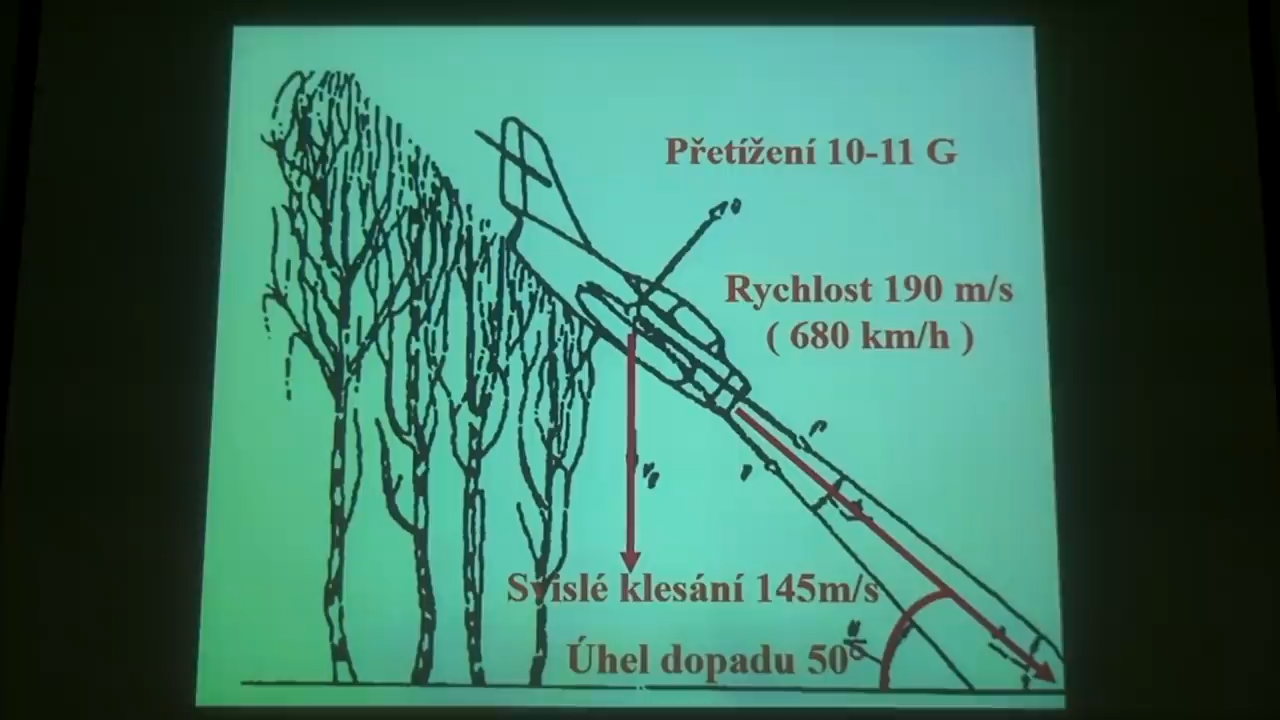 Přetížení 10-11 G
Rychlost 190 m/s
( 680 km/h )
Svislé klesání 145m/s
Úhel dopadu 50°